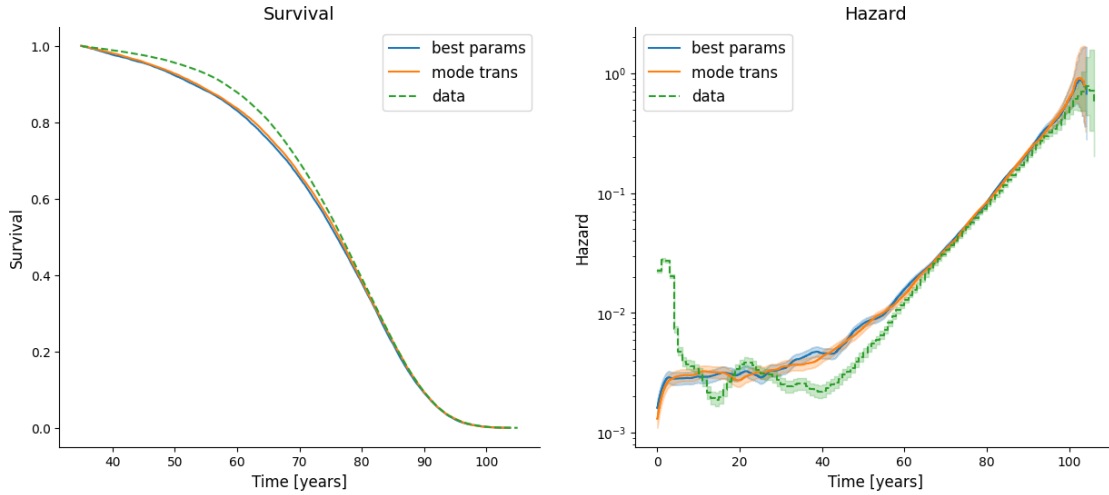 Survival
1.0
0.8
0.6
0.4
0.2
0.0
Survival
40 50 60 70 80 90 100
Time [years]
best params
mode trans
data
Hazard
10⁰
10⁻¹
10⁻²
10⁻³
Hazard
0 20 40 60 80 100
Time [years]
best params
mode trans
data